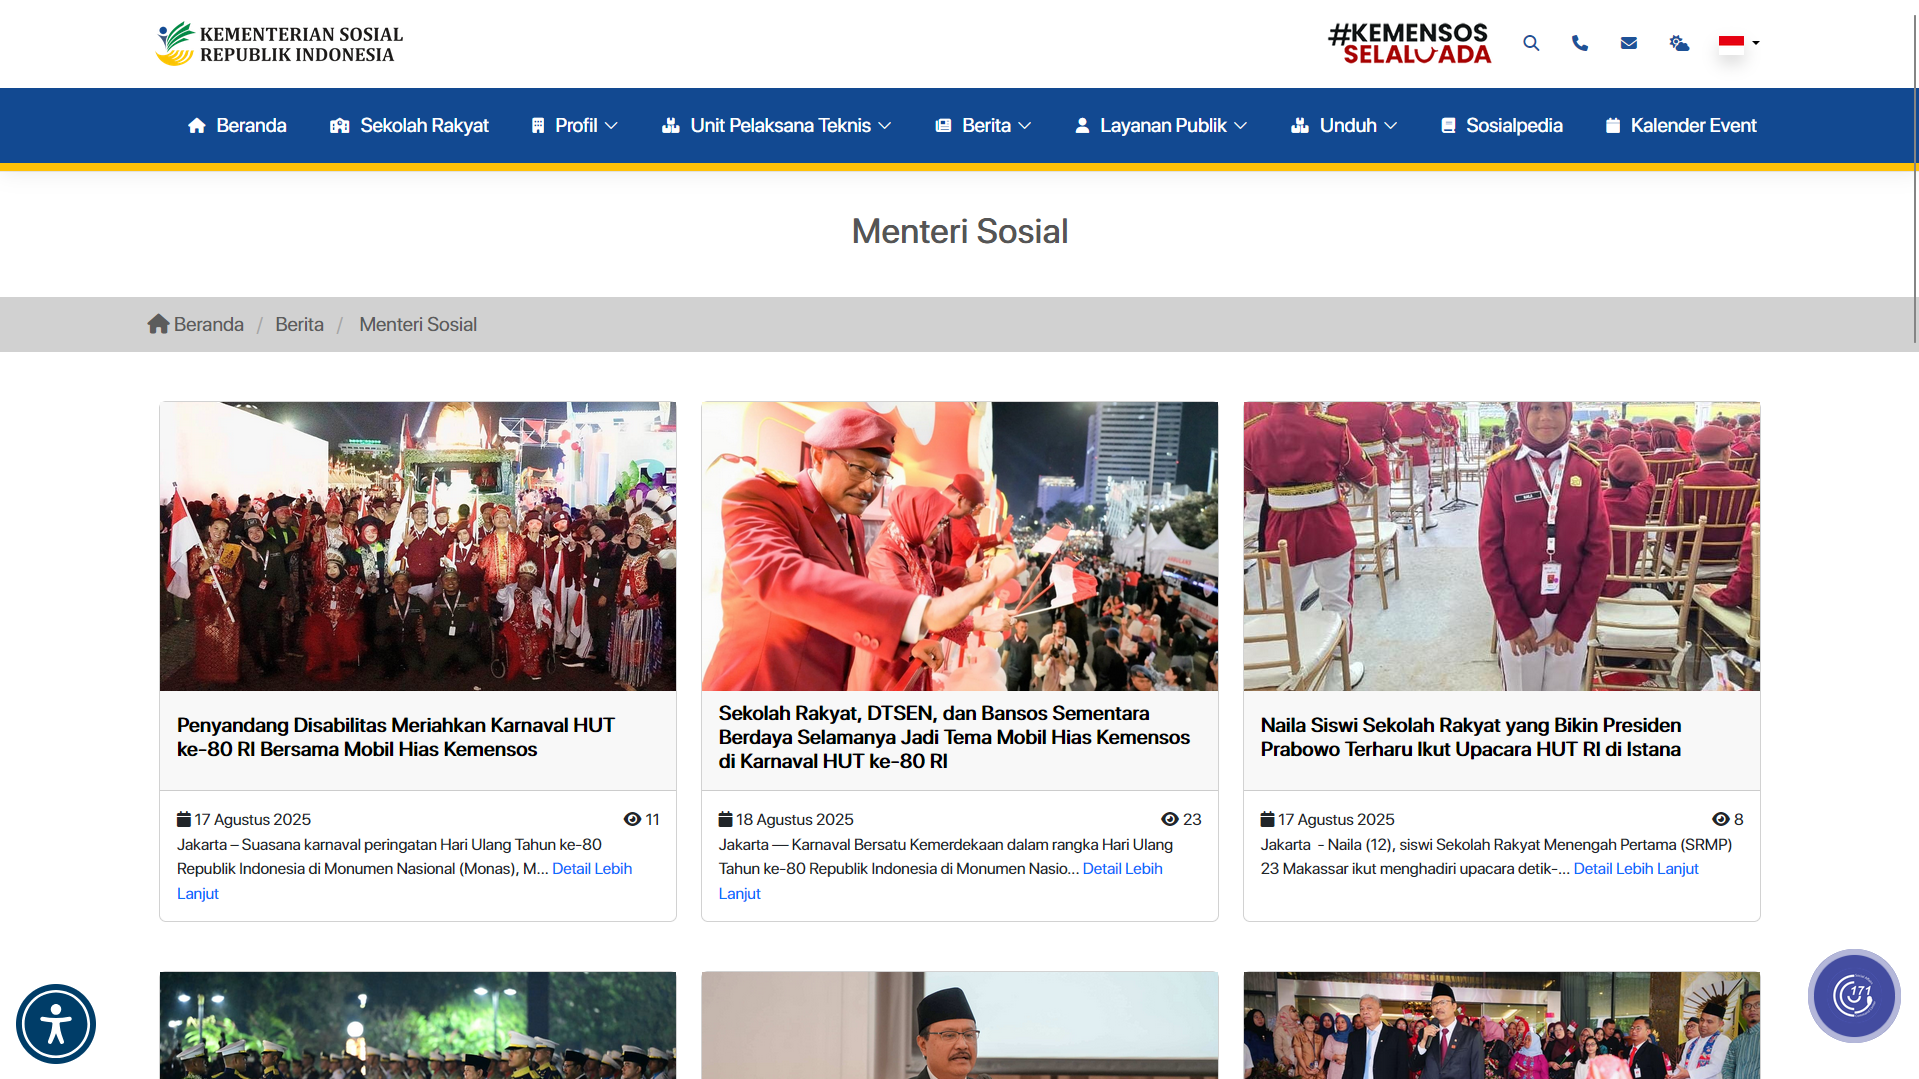 KEMENTERIAN SOSIAL
REPUBLIK INDONESIA
#KEMENSOS
SELALU ADA
Beranda
Sekolah Rakyat
Profil
Unit Pelaksana Teknis
Berita
Layanan Publik
Unduh
Sosialpedia
Kalender Event
Menteri Sosial
Beranda / Berita / Menteri Sosial
Penyandang Disabilitas Meriahkan Karnaval HUT
ke-80 RI Bersama Mobil Hias Kemensos
17 Agustus 2025
11
Jakarta – Suasana karnaval peringatan Hari Ulang Tahun ke-80
Republik Indonesia di Monumen Nasional (Monas), M... Detail Lebih
Lanjut
Sekolah Rakyat, DTSEN, dan Bansos Sementara
Berdaya Selamanya Jadi Tema Mobil Hias Kemensos
di Karnaval HUT ke-80 RI
18 Agustus 2025
23
Jakarta — Karnaval Bersatu Kemerdekaan dalam rangka Hari Ulang
Tahun ke-80 Republik Indonesia di Monumen Nasio... Detail Lebih
Lanjut
Naila Siswi Sekolah Rakyat yang Bikin Presiden
Prabowo Terharu Ikut Upacara HUT RI di Istana
17 Agustus 2025
8
Jakarta - Naila (12), siswi Sekolah Rakyat Menengah Pertama (SRMP)
23 Makassar ikut menghadiri upacara detik-... Detail Lebih Lanjut
171